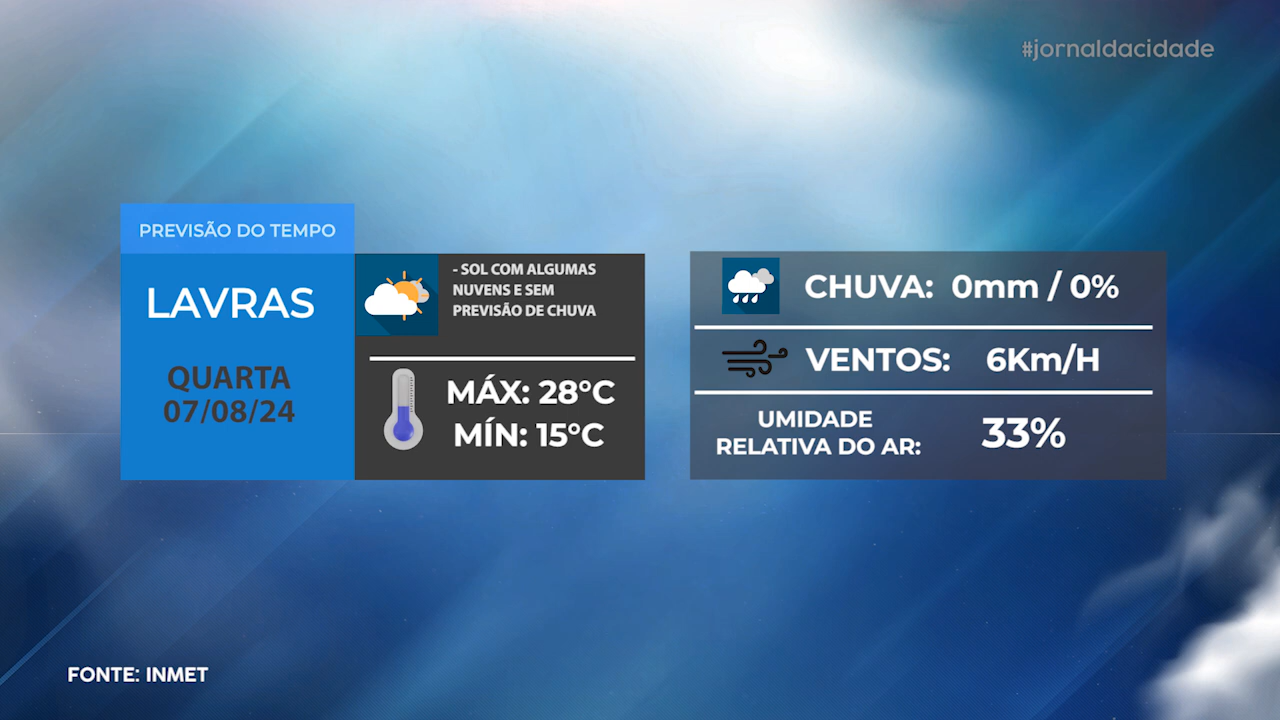 #jornaldacidade
PREVISÃO DO TEMPO
LAVRAS
QUARTA
07/08/24
- SOL COM ALGUMAS
NUVENS E SEM
PREVISÃO DE CHUVA
MÁX: 28°C
MÍN: 15°C
CHUVA: 0mm / 0%
VENTOS: 6Km/H
UMIDADE
RELATIVA DO AR: 33%
FONTE: INMET